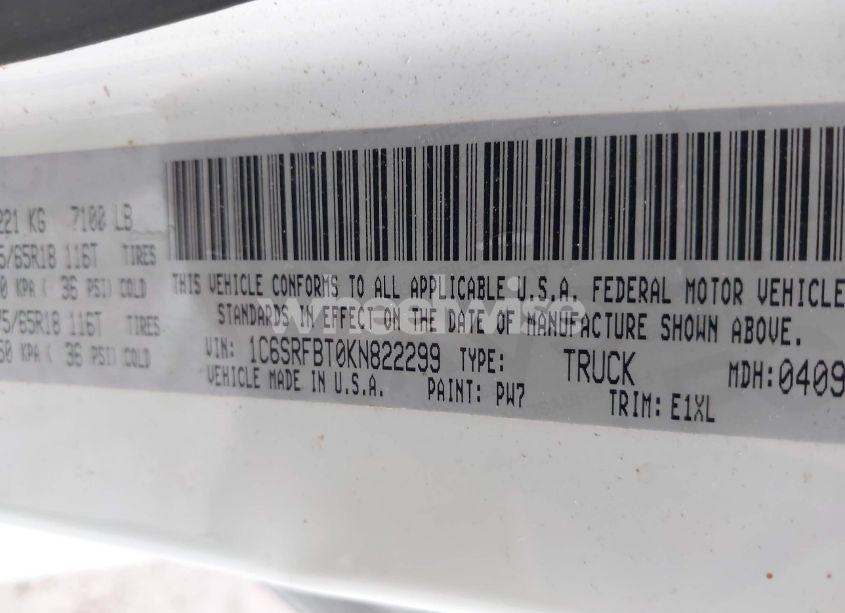 221 KG 7100 LB
5/65R18 116T TIRES
0 KPA ( 36 PSI) COLD
75/65R18 116T TIRES
50 KPA ( 36 PSI) COLD
THIS VEHICLE CONFORMS TO ALL APPLICABLE U.S.A. FEDERAL MOTOR VEHICLE
STANDARDS IN EFFECT ON THE DATE OF MANUFACTURE SHOWN ABOVE.
VIN: 1C6SRFBT0KN822299 TYPE: TRUCK MDH: 0409
VEHICLE MADE IN U.S.A. PAINT: PW7 TRIM: E1XL